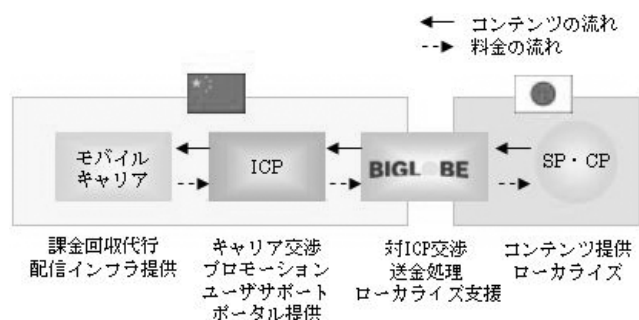 コンテンツの流れ
料金の流れ
モバイル
キャリア
ICP
BIGLOBE
SP・CP
課金回収代行
配信インフラ提供
キャリア交渉
プロモーション
ユーザサポート
ポータル提供
対ICP交渉
送金処理
ローカライズ支援
コンテンツ提供
ローカライズ